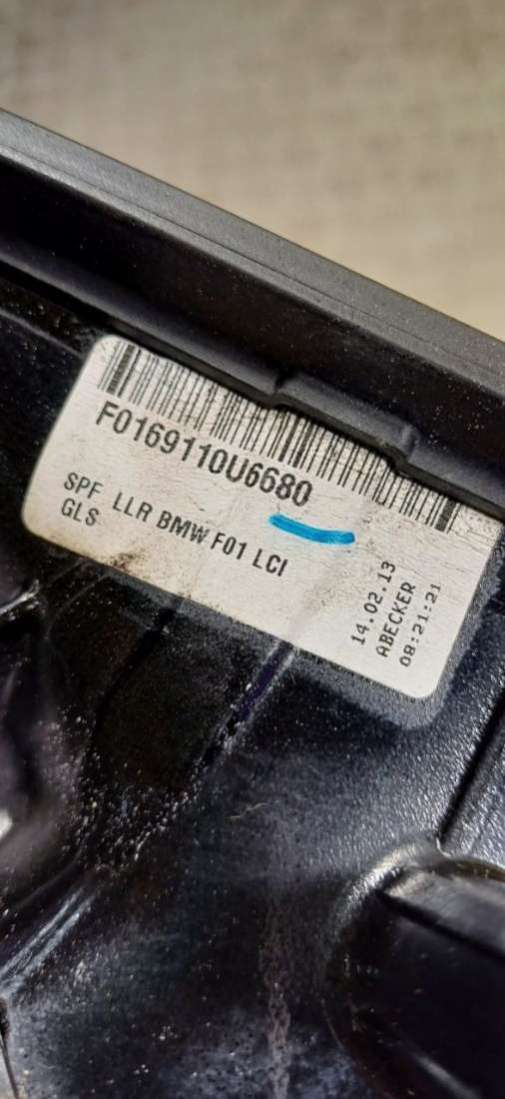 F0169110U6680
SPF LLR BMW F01 LCI
GLS
14.02.13
ABECKER
08:21:21